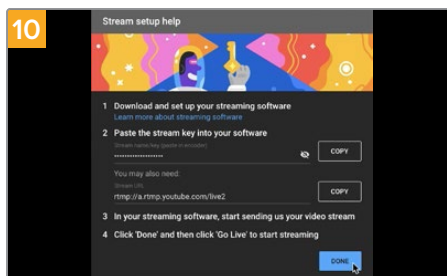 10
Stream setup help
1 Download and set up your streaming software
Learn more about streaming software
2 Paste the stream key into your software
Stream name/key (paste in encoder)
••••••••••••••••••••
COPY
You may also need:
Stream URL
rtmp://a.rtmp.youtube.com/live2
COPY
3 In your streaming software, start sending us your video stream
4 Click 'Done' and then click 'Go Live' to start streaming
DONE